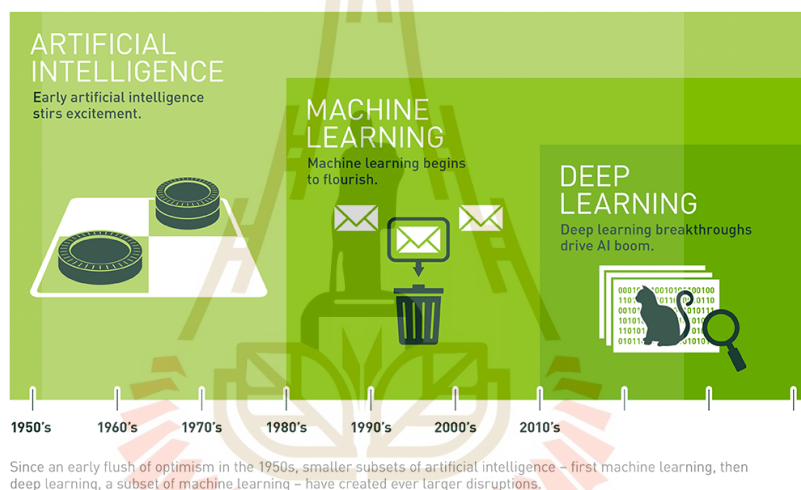 ARTIFICIAL
INTELLIGENCE
Early artificial intelligence
stirs excitement.
MACHINE
LEARNING
Machine learning begins
to flourish.
DEEP
LEARNING
Deep learning breakthroughs
drive AI boom.
1950's 1960's 1970's 1980's 1990's 2000's 2010's
Since an early flush of optimism in the 1950s, smaller subsets of artificial intelligence – first machine learning, then
deep learning, a subset of machine learning – have created ever larger disruptions.